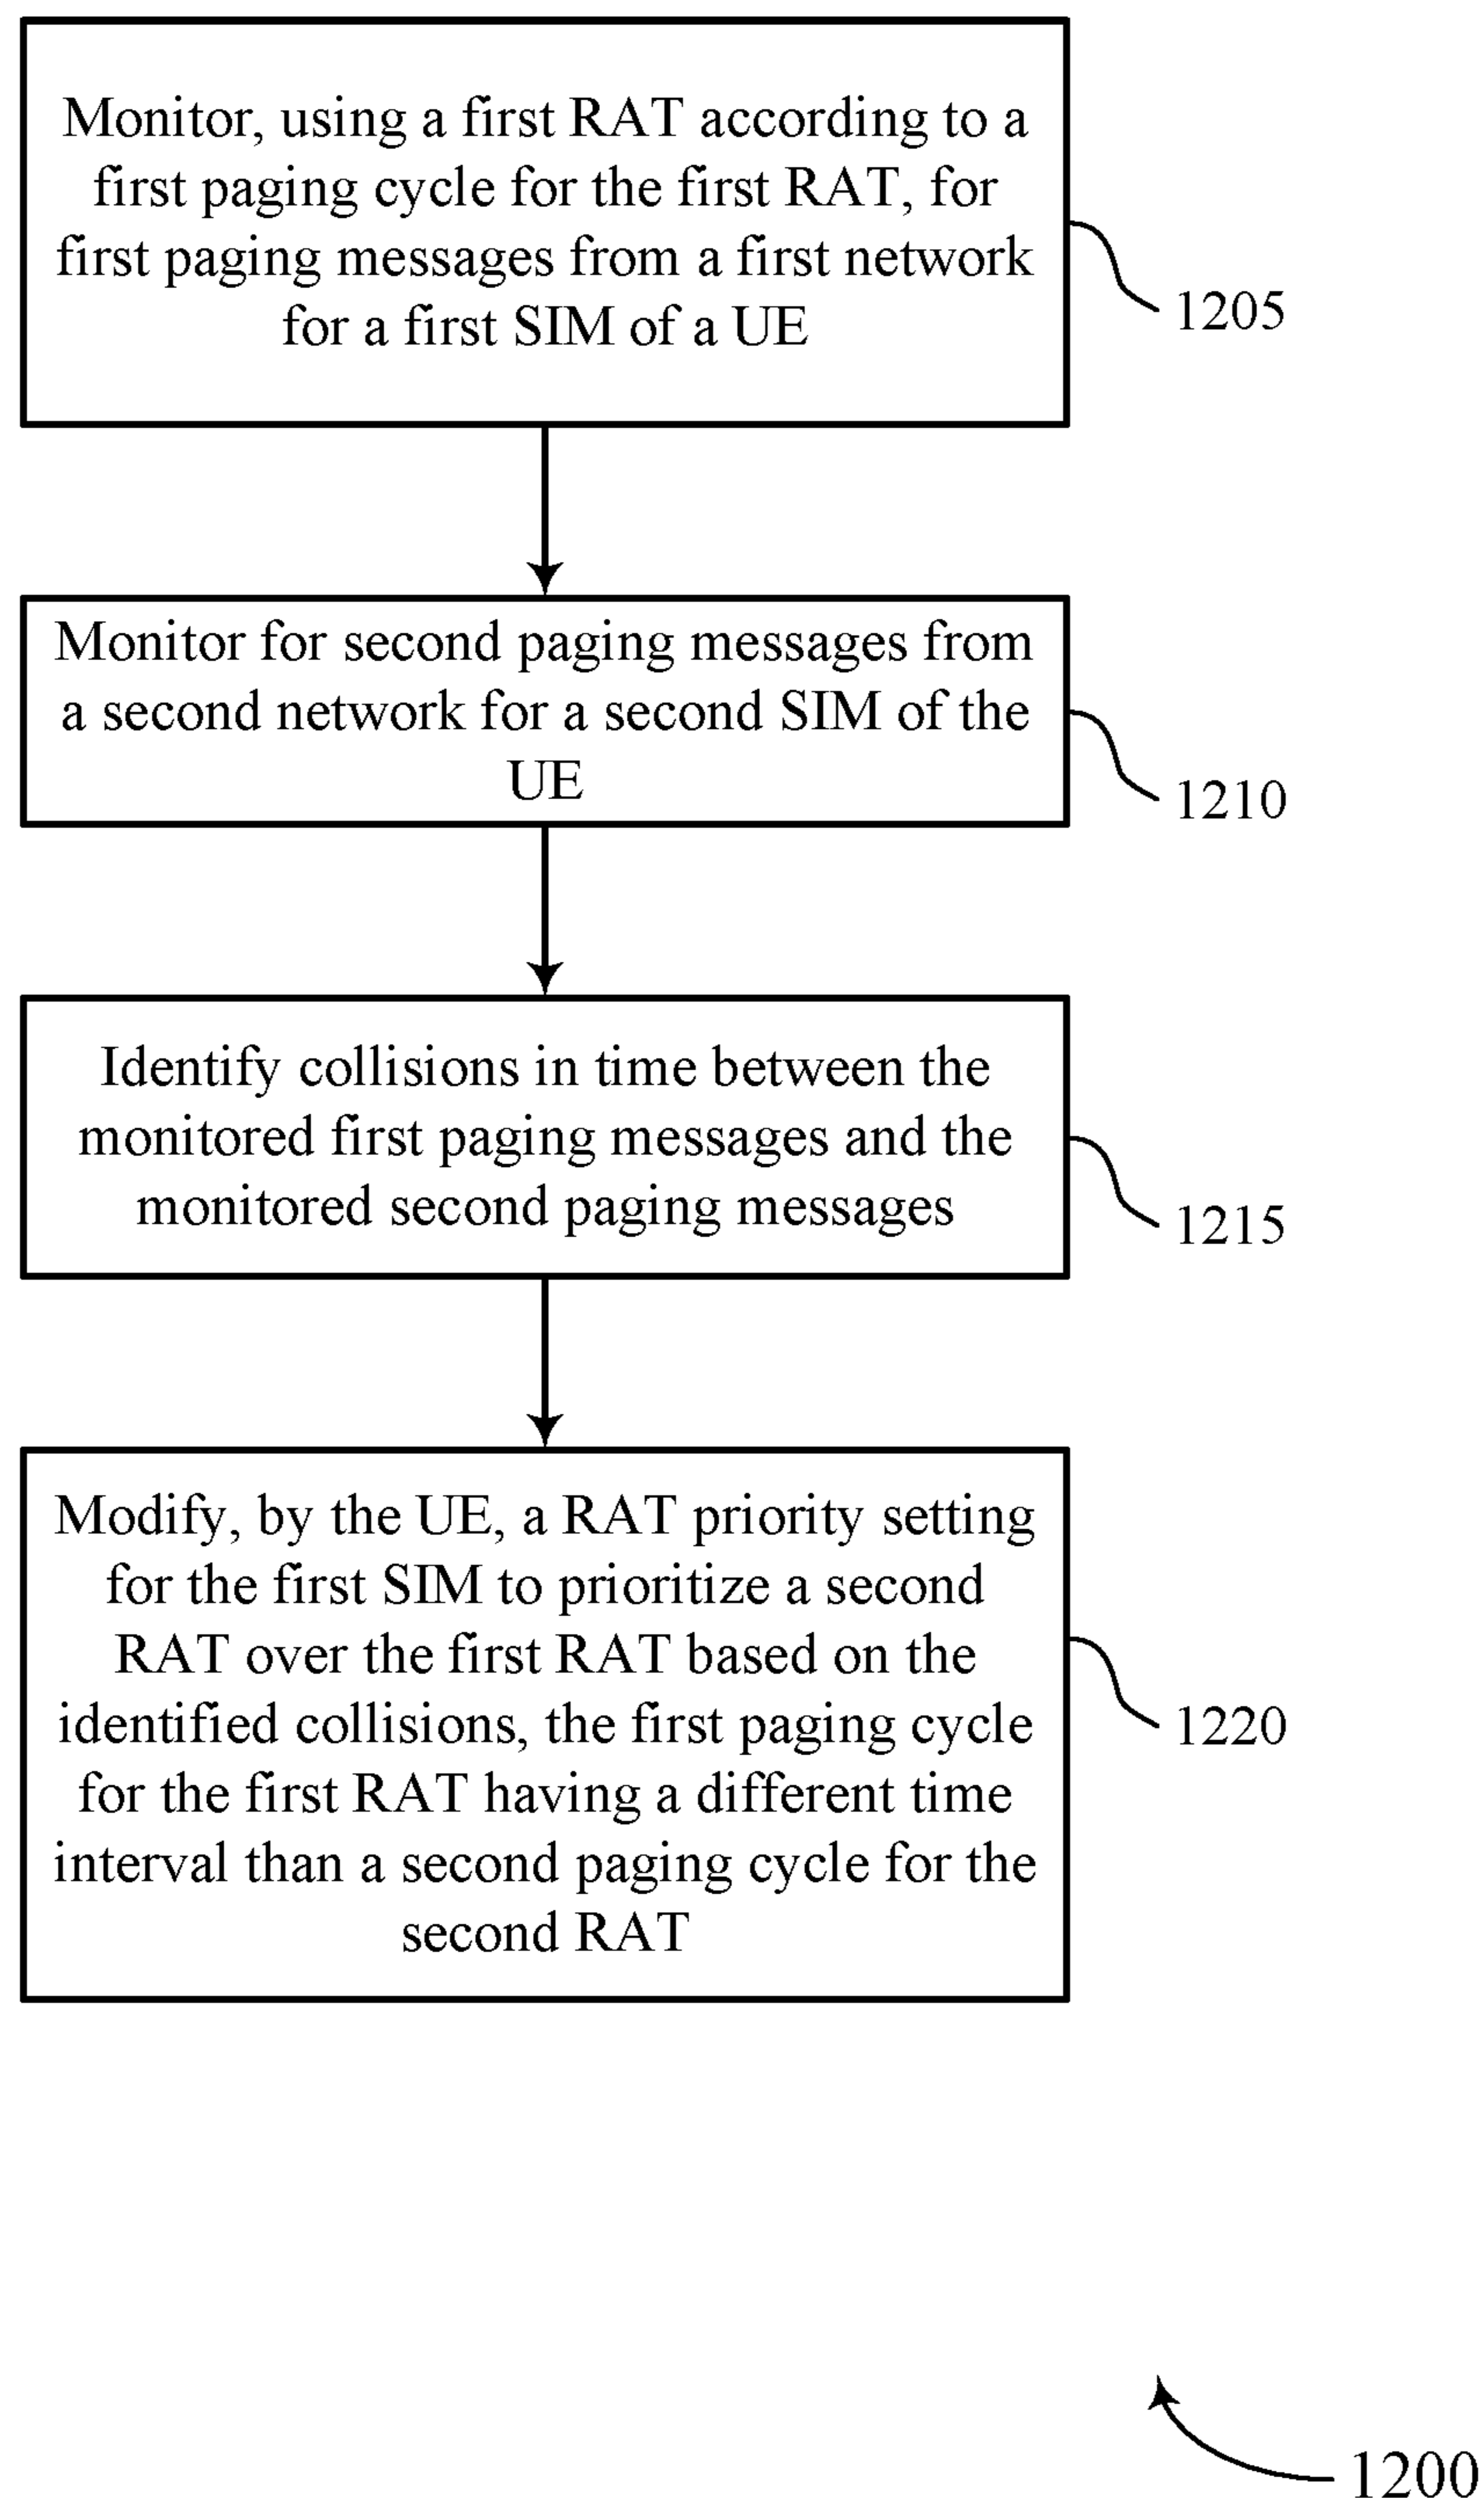 Monitor, using a first RAT according to a
first paging cycle for the first RAT, for
first paging messages from a first network
for a first SIM of a UE
1205
Monitor for second paging messages from
a second network for a second SIM of the
UE
1210
Identify collisions in time between the
monitored first paging messages and the
monitored second paging messages
1215
Modify, by the UE, a RAT priority setting
for the first SIM to prioritize a second
RAT over the first RAT based on the
identified collisions, the first paging cycle
for the first RAT having a different time
interval than a second paging cycle for the
second RAT
1220
1200